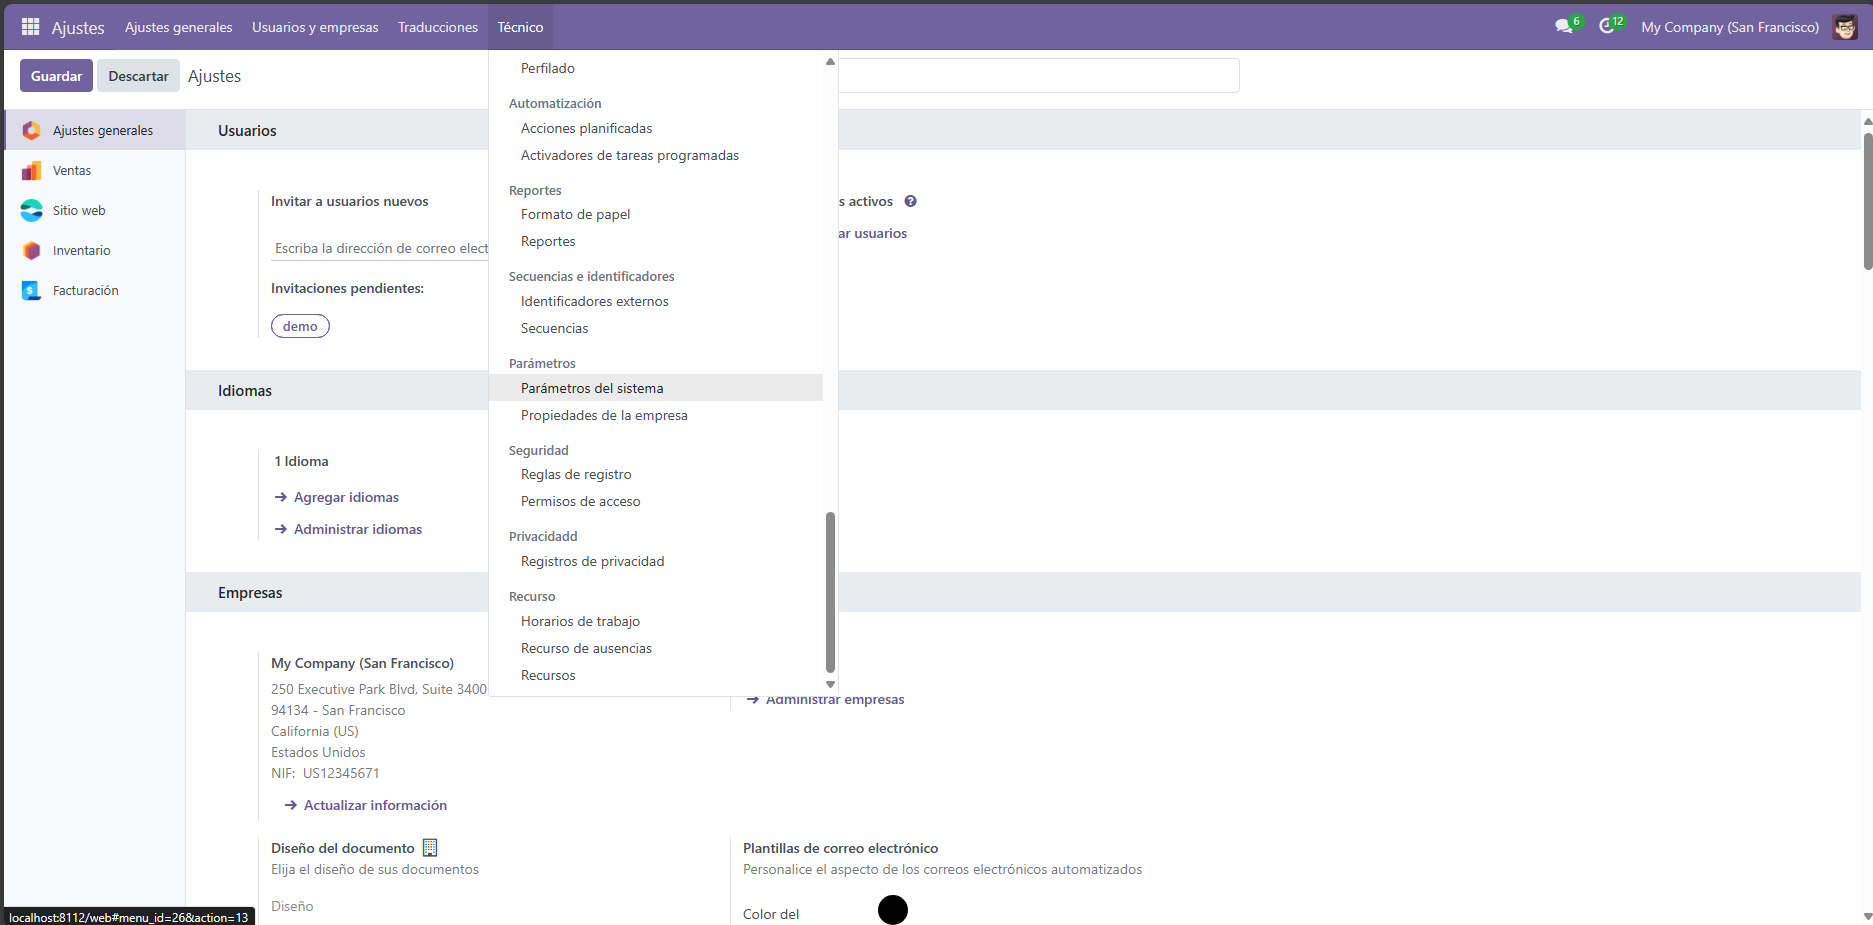 Ajustes Ajustes generales Usuarios y empresas Traducciones Técnico 6 12 My Company (San Francisco)
Guardar Descartar Ajustes
Ajustes generales
Ventas
Sitio web
Inventario
Facturación
Perfilado
Automatización
Acciones planificadas
Activadores de tareas programadas
Reportes
Formato de papel
Reportes
Secuencias e identificadores
Identificadores externos
Secuencias
Parámetros
Parámetros del sistema
Propiedades de la empresa
Seguridad
Reglas de registro
Permisos de acceso
Privacidadd
Registros de privacidad
Recurso
Horarios de trabajo
Recurso de ausencias
Recursos
Usuarios
Invitar a usuarios nuevos
Escriba la dirección de correo elect
Invitaciones pendientes:
demo
s activos ?
ar usuarios
Idiomas
1 Idioma
Agregar idiomas
Administrar idiomas
Empresas
My Company (San Francisco)
250 Executive Park Blvd, Suite 3400
94134 - San Francisco
California (US)
Estados Unidos
NIF: US12345671
Actualizar información
Administrar empresas
Diseño del documento
Elija el diseño de sus documentos
Diseño
Plantillas de correo electrónico
Personalice el aspecto de los correos electrónicos automatizados
Color del
localhost:8112/web#menu_id=26&action=13